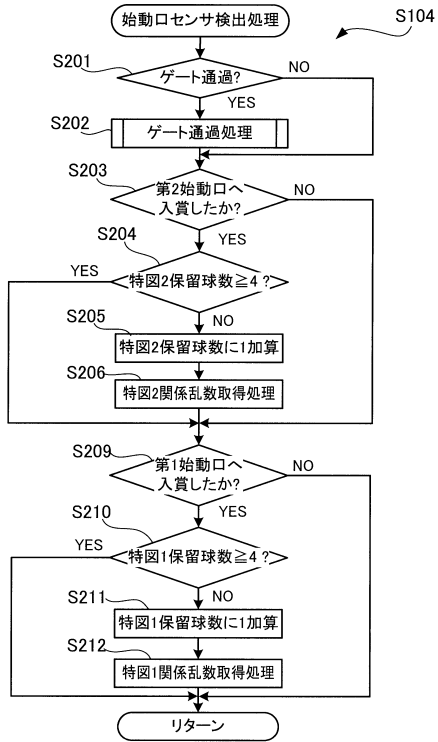 始動口センサ検出処理
S104
S201
ゲート通過?
NO
YES
S202
ゲート通過処理
S203
第2始動口へ
入賞したか?
NO
YES
S204
特図2保留球数≧4?
YES
NO
S205
特図2保留球数に1加算
S206
特図2関係乱数取得処理
S209
第1始動口へ
入賞したか?
NO
YES
S210
特図1保留球数≧4?
YES
NO
S211
特図1保留球数に1加算
S212
特図1関係乱数取得処理
リターン